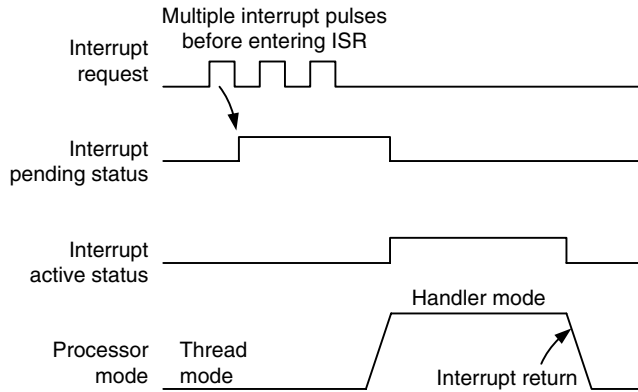 Multiple interrupt pulses
before entering ISR
Interrupt
request
Interrupt
pending status
Interrupt
active status
Handler mode
Processor
mode
Thread
mode
Interrupt return